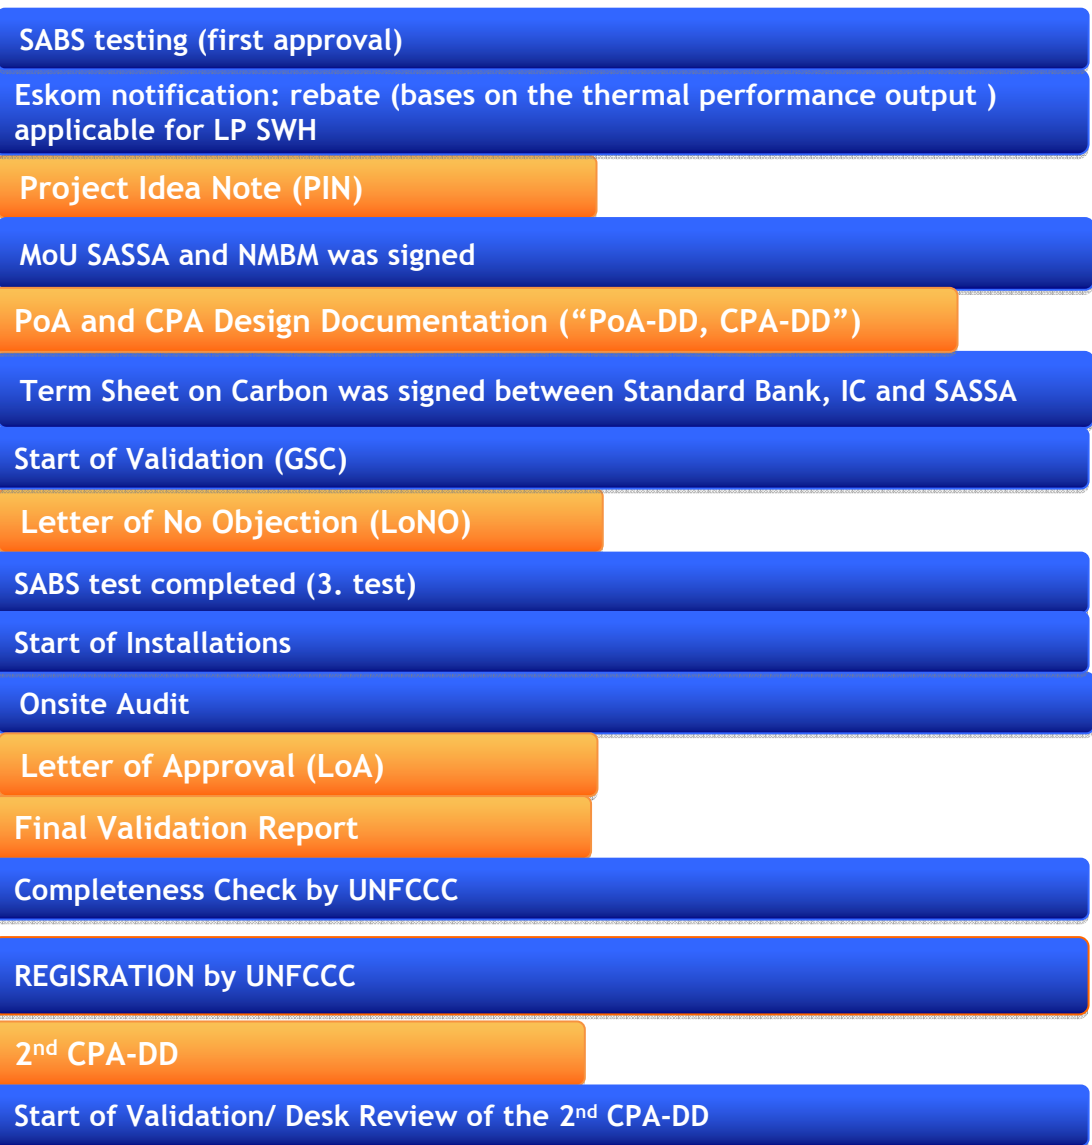 SABS testing (first approval)
Eskom notification: rebate (bases on the thermal performance output )
applicable for LP SWH
Project Idea Note (PIN)
MoU SASSA and NMBM was signed
PoA and CPA Design Documentation (“PoA-DD, CPA-DD”)
Term Sheet on Carbon was signed between Standard Bank, IC and SASSA
Start of Validation (GSC)
Letter of No Objection (LoNO)
SABS test completed (3. test)
Start of Installations
Onsite Audit
Letter of Approval (LoA)
Final Validation Report
Completeness Check by UNFCCC
REGISRATION by UNFCCC
2nd CPA-DD
Start of Validation/ Desk Review of the 2nd CPA-DD